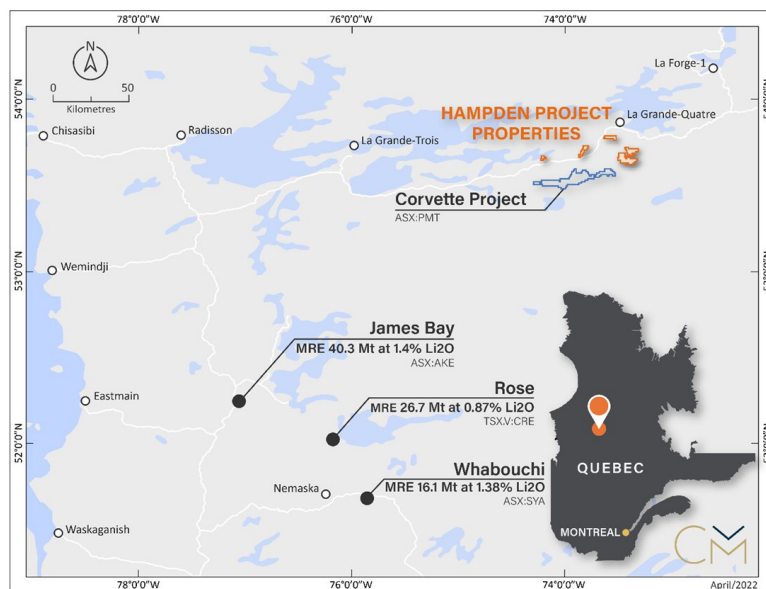 78°0'0"W
76°0'0"W
74°0'0"W
N
0
50
Kilometres
54°0'0"N
La Forge-1
HAMPDEN PROJECT
PROPERTIES
La Grande-Quatre
Chisasibi
Radisson
La Grande-Trois
Corvette Project
ASX:PMT
53°0'0"N
Wemindji
James Bay
MRE 40.3 Mt at 1.4% Li2O
ASX:AKE
Rose
MRE 26.7 Mt at 0.87% Li2O
TSX.V:CRE
Eastmain
52°0'0"N
52°0'0"N
Whabouchi
MRE 16.1 Mt at 1.38% Li2O
ASX:SYA
Nemaska
QUEBEC
Waskaganish
MONTREAL
CM
78°0'0"W
76°0'0"W
74°0'0"W
April/2022